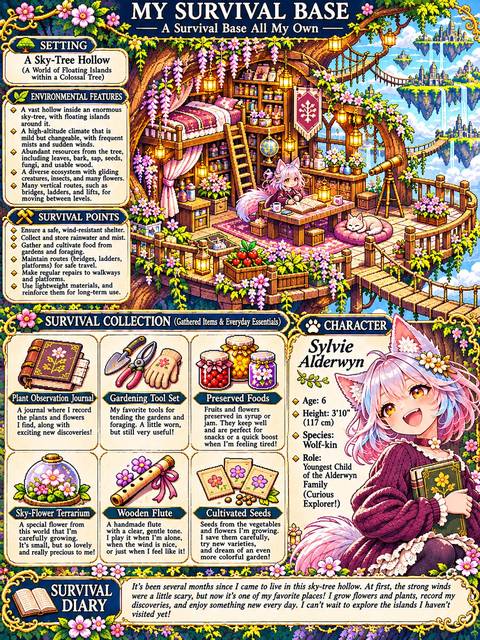 MY SURVIVAL BASE
— A Survival Base All My Own —
SETTING
A Sky-Tree Hollow
(A World of Floating Islands
within a Colossal Tree)
ENVIRONMENTAL FEATURES
A vast hollow inside an enormous
sky-tree, with floating islands
around it.
A high-altitude climate that is
mild but changeable, with frequent
mists and sudden winds.
Abundant resources from the tree,
including leaves, bark, sap, seeds,
fungi, and usable wood.
A diverse ecosystem with gliding
creatures, insects, and many flowers.
Many vertical routes, such as
bridges, ladders, and lifts, for
moving between levels.
SURVIVAL POINTS
Ensure a safe, wind-resistant shelter.
Collect and store rainwater and mist.
Gather and cultivate food from
gardens and foraging.
Maintain routes (bridges, ladders,
platforms) for safe travel.
Make regular repairs to walkways
and platforms.
Use lightweight materials, and
reinforce them for long-term use.
SURVIVAL COLLECTION (Gathered Items & Everyday Essentials)
Plant Observation Journal
A journal where I record
the plants and flowers
I find, along with
exciting new discoveries!
Gardening Tool Set
My favorite tools for
tending the gardens and
foraging. A little worn,
but still very useful!
Preserved Foods
Fruits and flowers
preserved in syrup or
jam. They keep well
and are perfect for
snacks or a quick boost
when I'm feeling tired!
Sky-Flower Terrarium
A special flower from
this world that I'm
carefully growing.
It's small, but so lovely
and really precious to me!
Wooden Flute
A handmade flute
with a clear, gentle tone.
I play it when I'm alone,
when the wind is nice,
or just when I feel like it!
Cultivated Seeds
Seeds from the vegetables
and flowers I'm growing.
I save them carefully,
try new varieties,
and dream of an even
more colorful garden!
CHARACTER
Sylvie
Alderwyn
Age: 6
Height: 3'10"
(117 cm)
Species:
Wolf-kin
Role:
Youngest Child
of the Alderwyn
Family
(Curious
Explorer!)
SURVIVAL
DIARY
It's been several months since I came to live in this sky-tree hollow. At first, the strong winds
were a little scary, but now it's one of my favorite places! I grow flowers and plants, record my
discoveries, and enjoy something new every day. I can't wait to explore the islands I haven't
visited yet!